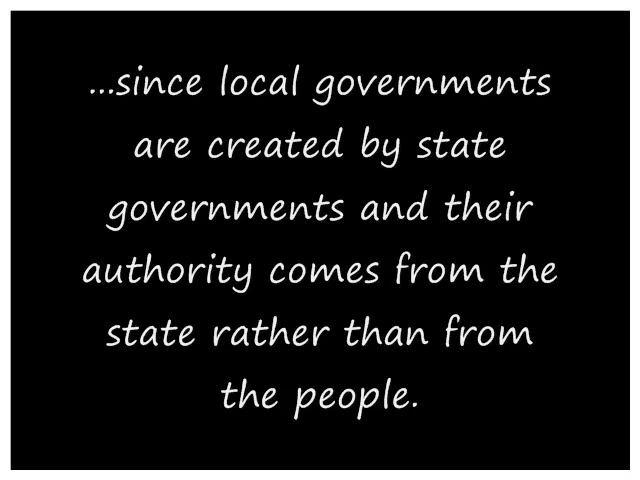 ...since local governments
are created by state
governments and their
authority comes from the
state rather than from
the people.